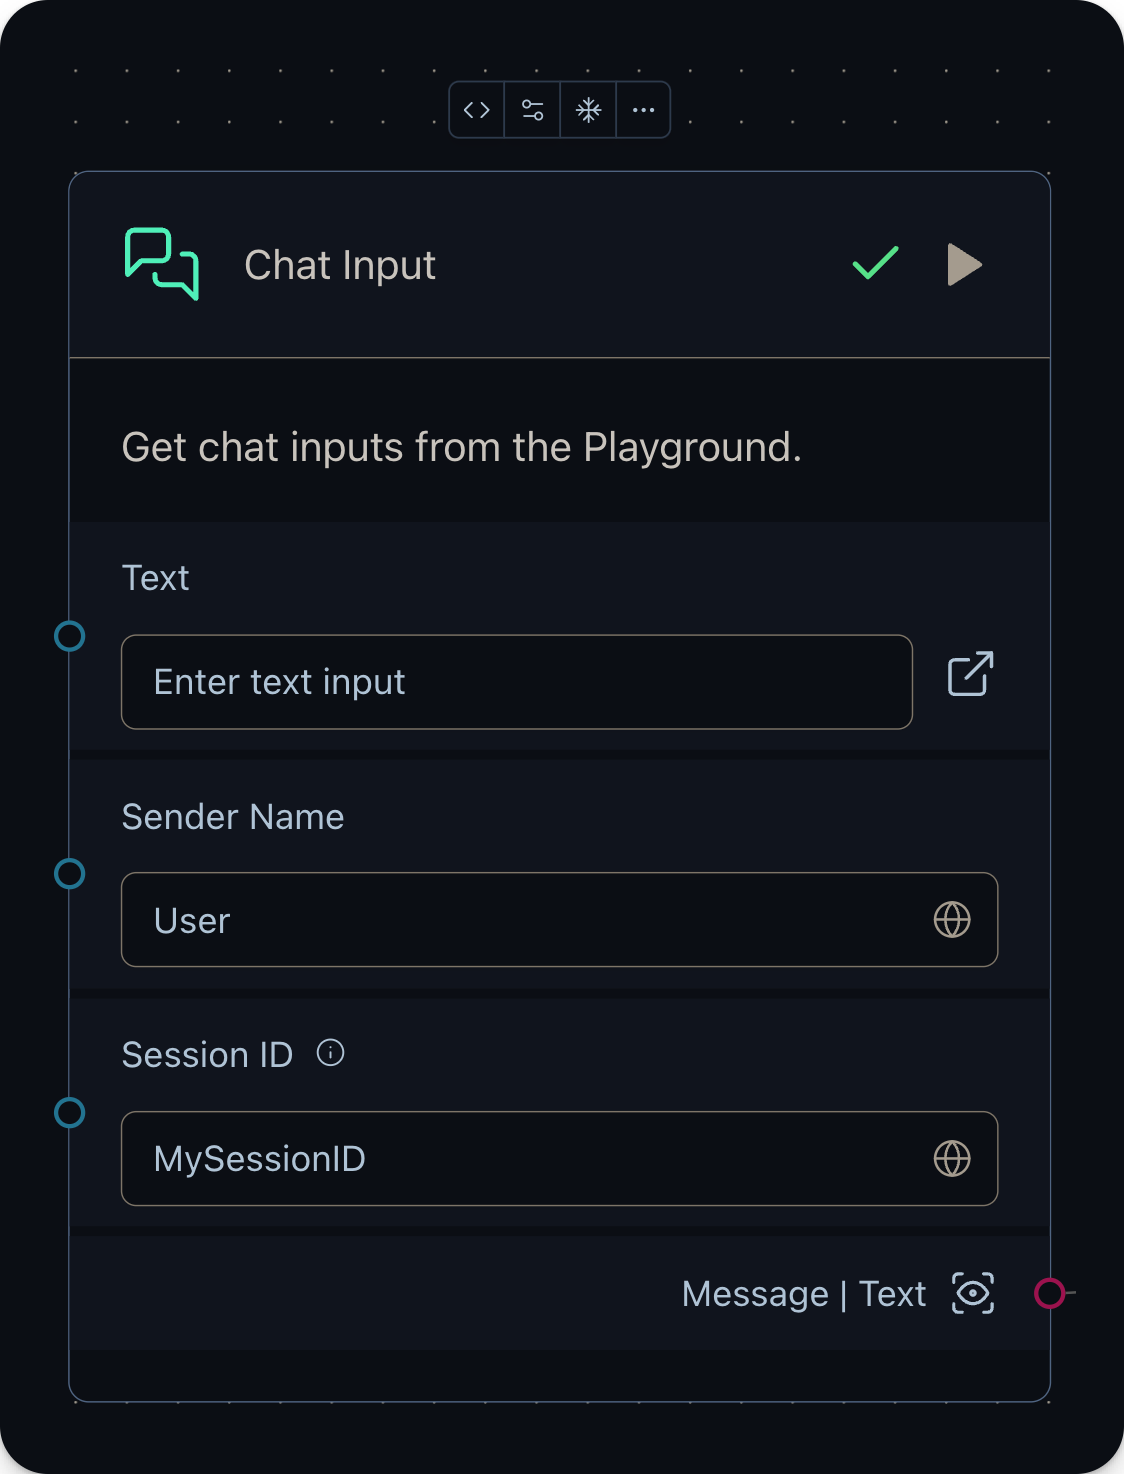 Chat Input
Get chat inputs from the Playground.
Text
Enter text input
Sender Name
User
Session ID
MySessionID
Message | Text